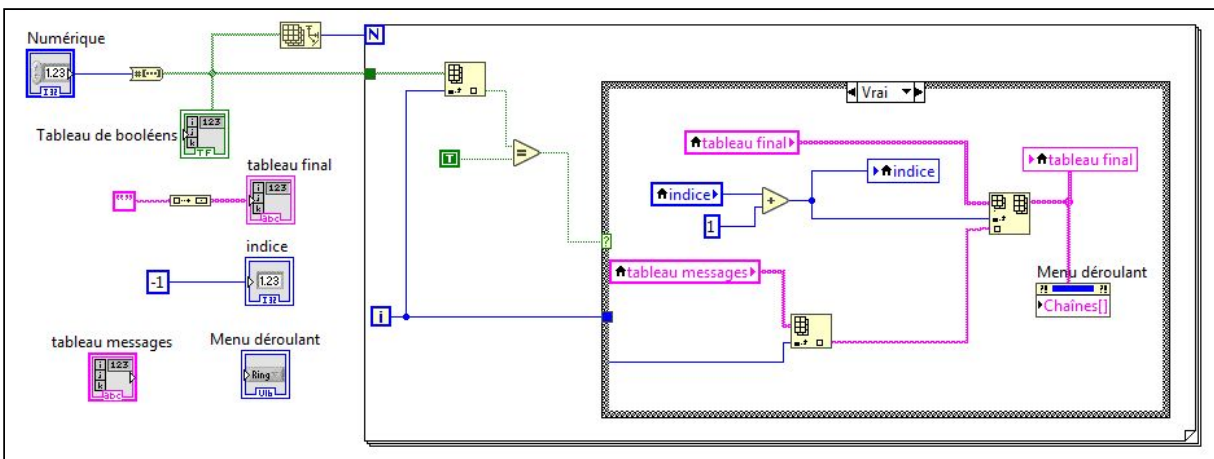 Numérique
1.23
I32
#[...]
N
Tableau de booléens
i
j
k
123
TF
T
=
?
""
tableau final
i
j
k
123
abc
-1
indice
1.23
I32
i
tableau messages
i
j
k
123
abc
Menu déroulant
Ring
U16
Vrai
tableau final
indice
1
+
indice
tableau final
tableau messages
Menu déroulant
?! ?!
Chaînes[]